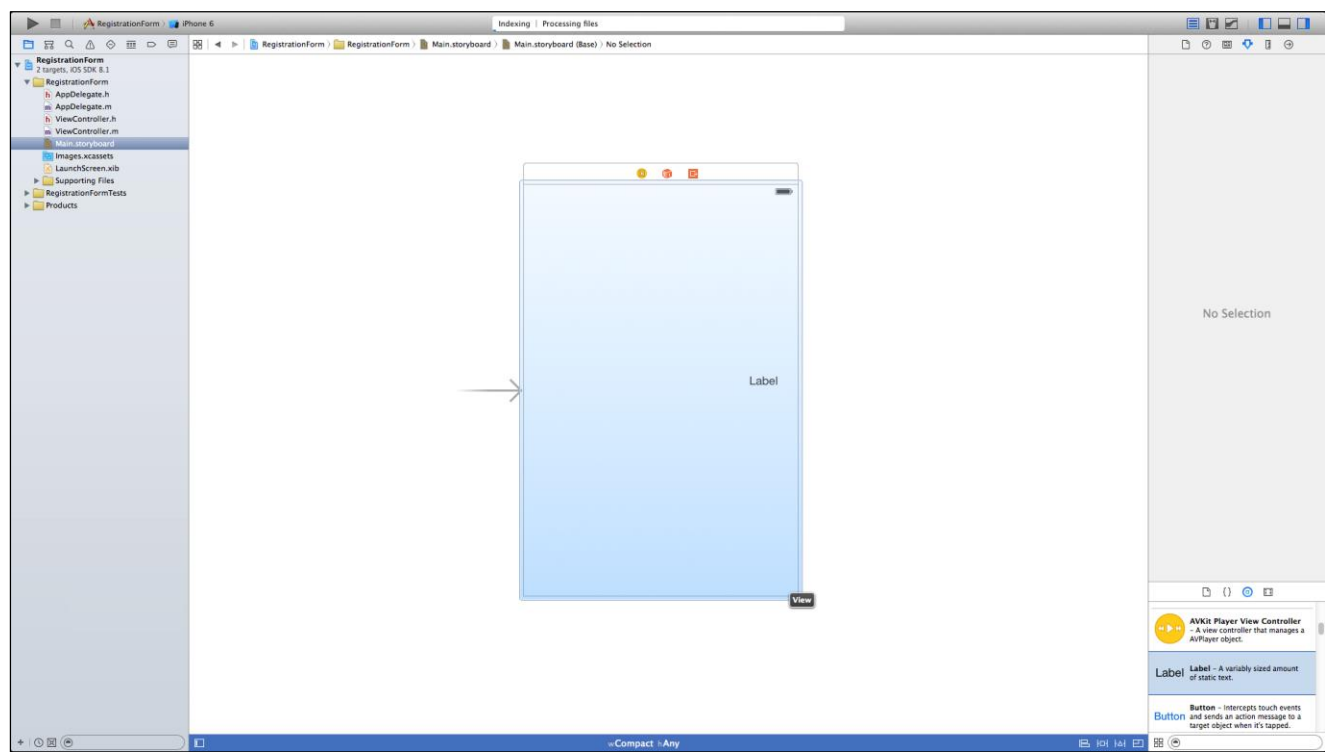 RegistrationForm 〉 iPhone 6
Indexing | Processing files
RegistrationForm 〉 RegistrationForm 〉 Main.storyboard 〉 Main.storyboard (Base) 〉 No Selection
RegistrationForm
2 targets, iOS SDK 8.1
RegistrationForm
AppDelegate.h
AppDelegate.m
ViewController.h
ViewController.m
Main.storyboard
Images.xcassets
LaunchScreen.xib
Supporting Files
RegistrationFormTests
Products
Label
View
No Selection
AVKit Player View Controller
- A view controller that manages a
AVPlayer object.
Label
Label - A variably sized amount
of static text.
Button
Button - Intercepts touch events
and sends an action message to a
target object when it's tapped.
wCompact hAny